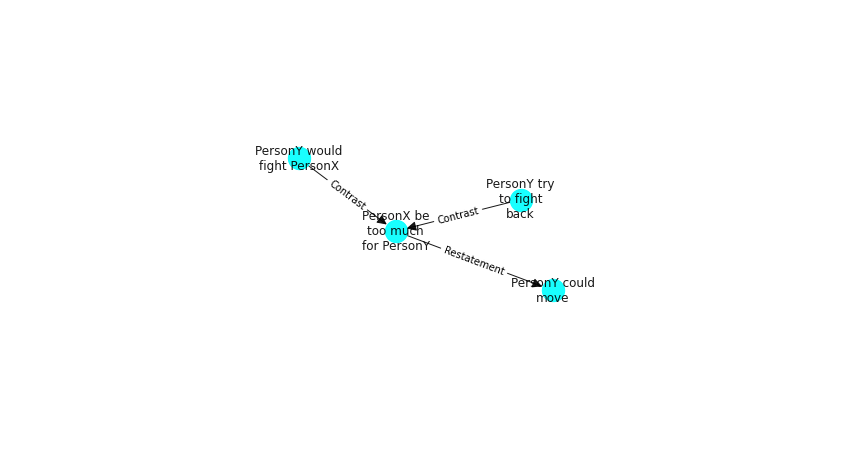 PersonY would
fight PersonX
Contrast
PersonY try
to fight
back
Contrast
PersonX be
too much
for PersonY
Restatement
PersonY could
move